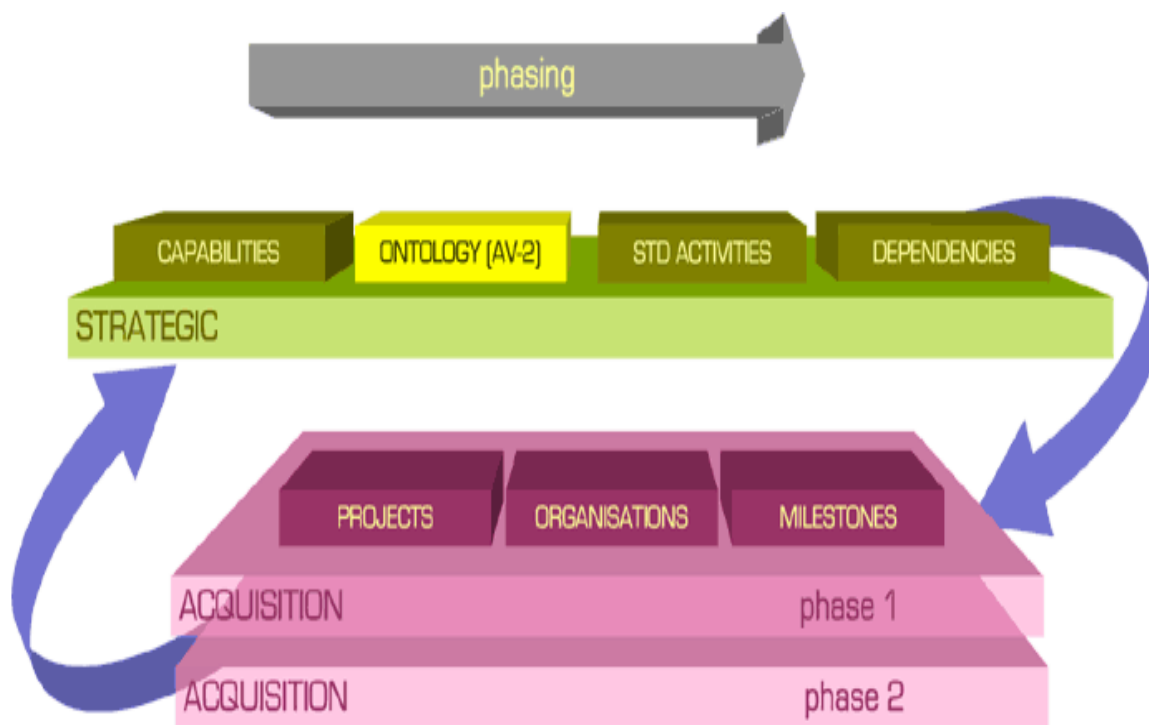 phasing
CAPABILITIES
ONTOLOGY (AV-2)
STD ACTIVITIES
DEPENDENCIES
STRATEGIC
PROJECTS
ORGANISATIONS
MILESTONES
ACQUISITION phase 1
ACQUISITION phase 2